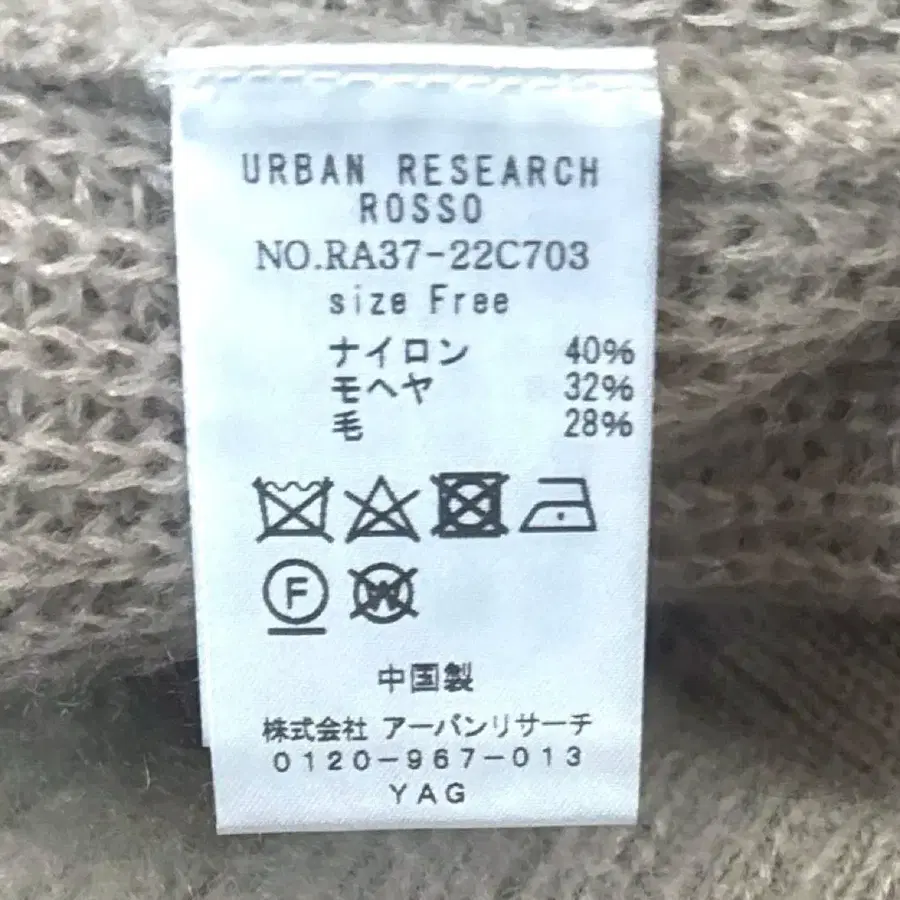 URBAN RESEARCH
ROSSO
NO.RA37-22C703
size Free
ナイロン 40%
モヘヤ 32%
毛 28%
F W
中国製
株式会社 アーバンリサーチ
0120-967-013
YAG